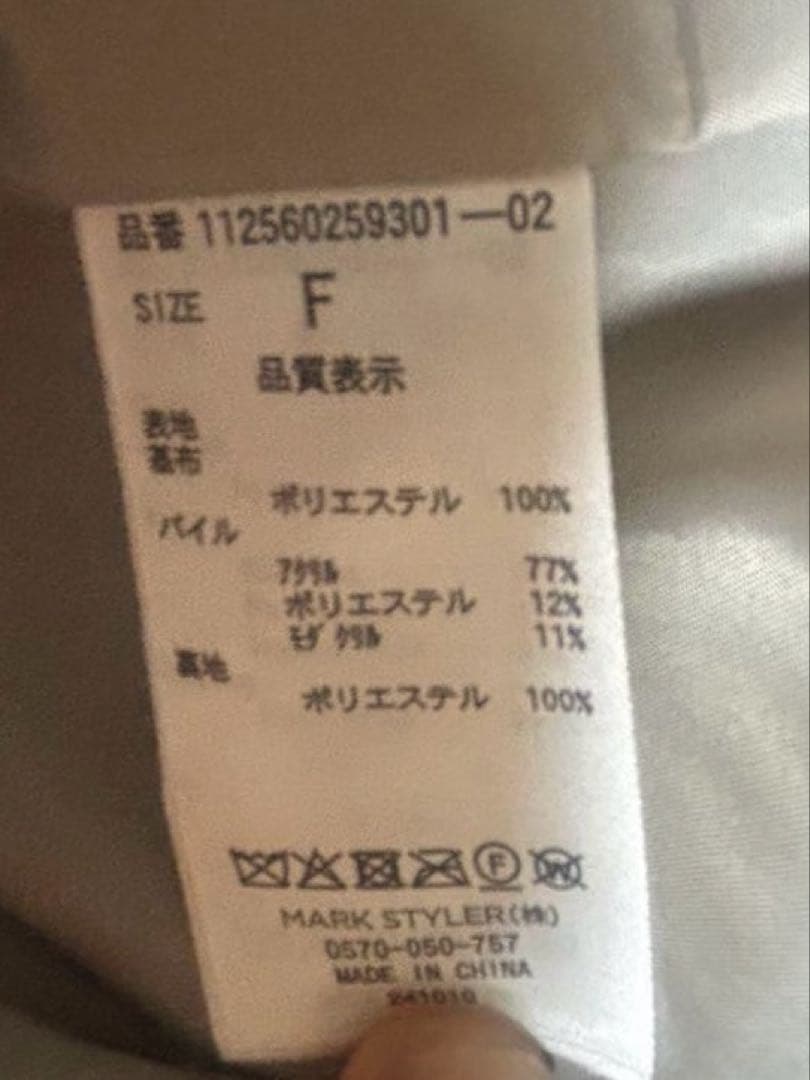 品番 112560259301—02
SIZE F
品質表示
表地
基布
ポリエステル 100%
パイル
アクリル 77%
ポリエステル 12%
モダクリル 11%
裏地
ポリエステル 100%
F W
MARK STYLER(株)
0570-050-757
MADE IN CHINA
241010